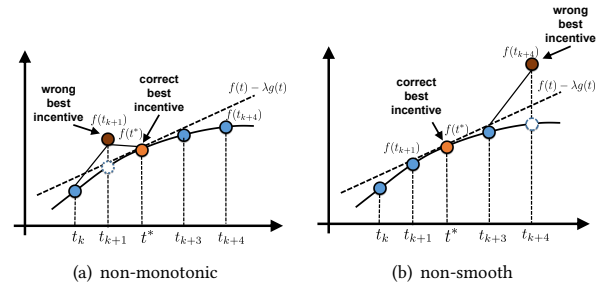 wrong
best
incentive
correct
best
incentive
f(t) − λg(t)
f(t_{k+1})
f(t*)
f(t_{k+4})
t_k
t_{k+1}
t*
t_{k+3}
t_{k+4}
(a) non-monotonic
wrong
best
incentive
f(t_{k+4})
f(t) − λg(t)
correct
best
incentive
f(t*)
f(t_{k+1})
t_k
t_{k+1}
t*
t_{k+3}
t_{k+4}
(b) non-smooth